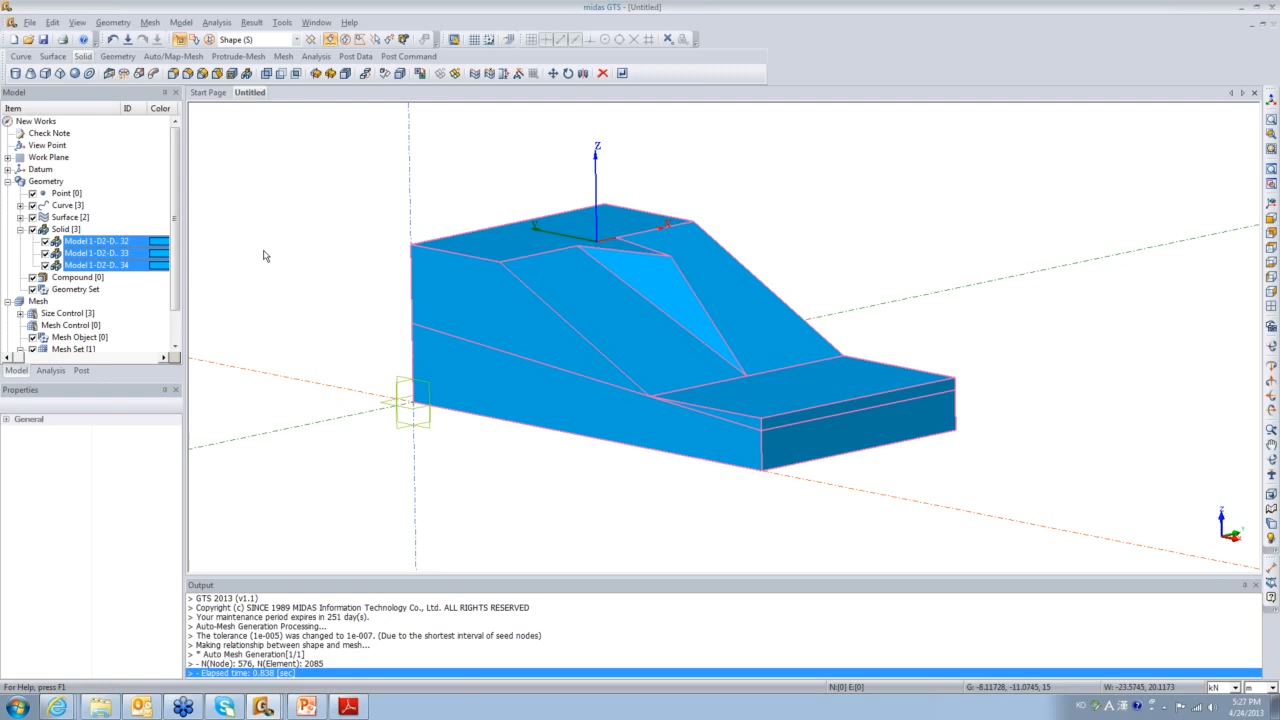 midas GTS - [Untitled]
File Edit View Geometry Mesh Model Analysis Result Tools Window Help
Shape (S)
Curve Surface Solid Geometry Auto/Map-Mesh Protrude-Mesh Mesh Analysis Post Data Post Command
Model
Start Page Untitled
Item ID Color
New Works
Check Note
View Point
Work Plane
Datum
Geometry
Point [0]
Curve [3]
Surface [2]
Solid [3]
Model 1-D2-D.. 32
Model 1-D2-D.. 33
Model 1-D2-D.. 34
Compound [0]
Geometry Set
Mesh
Size Control [3]
Mesh Control [0]
Mesh Object [0]
Mesh Set [1]
Model Analysis Post
Properties
General
Z
Y
X
Output
> GTS 2013 (v1.1)
> Copyright (c) SINCE 1989 MIDAS Information Technology Co., Ltd. ALL RIGHTS RESERVED
> Your maintenance period expires in 251 day(s).
> Auto-Mesh Generation Processing...
> The tolerance (1e-005) was changed to 1e-007. (Due to the shortest interval of seed nodes)
> Making relationship between shape and mesh...
> * Auto Mesh Generation[1/1]
> - N(Node): 576, N(Element): 2085
> - Elapsed time: 0.838 [sec]
For Help, press F1
N:[0] E:[0]
G: -8.11728, -11.0745, 15
W: -23.5745, 20.1173
kN
m
KO A 漢
5:27 PM
4/24/2013